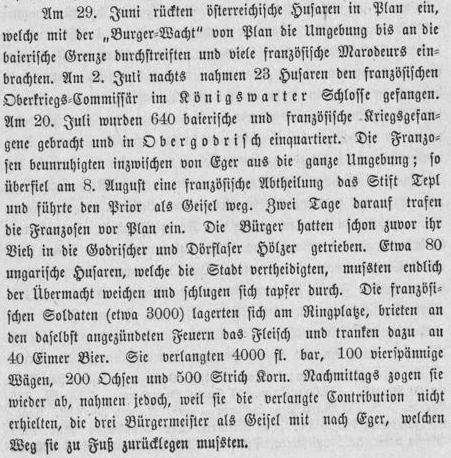 Am 29. Juni rückten österreichische Husaren in Plan ein,
welche mit der „Burger-Wacht“ von Plan die Umgebung bis an die
baierische Grenze durchstreiften und viele französische Marodeurs ein-
brachten. Am 2. Juli nachts nahmen 23 Husaren den französischen
Oberkriegs-Commissär im Königswarter Schlosse gefangen.
Am 20. Juli wurden 640 baierische und französische Kriegsgefan-
gene gebracht und in Obergodrisch einquartiert. Die Franzo-
sen beunruhigten inzwischen von Eger aus die ganze Umgebung; so
überfiel am 8. August eine französische Abtheilung das Stift Tepl
und führte den Prior als Geisel weg. Zwei Tage darauf trafen
die Franzosen vor Plan ein. Die Bürger hatten schon zuvor ihr
Vieh in die Godrischer und Dörflaser Hölzer getrieben. Etwa 80
ungarische Husaren, welche die Stadt vertheidigten, mussten endlich
der Übermacht weichen und schlugen sich tapfer durch. Die französi-
schen Soldaten (etwa 3000) lagerten sich am Ringplatze, brieten an
den daselbst angezündeten Feuern das Fleisch und tranken dazu an
40 Eimer Bier. Sie verlangten 4000 fl. bar, 100 vierspännige
Wägen, 200 Ochsen und 500 Strich Korn. Nachmittags zogen sie
wieder ab, nahmen jedoch, weil sie die verlangte Contribution nicht
erhielten, die drei Bürgermeister als Geisel mit nach Eger, welchen
Weg sie zu Fuß zurücklegen mussten.